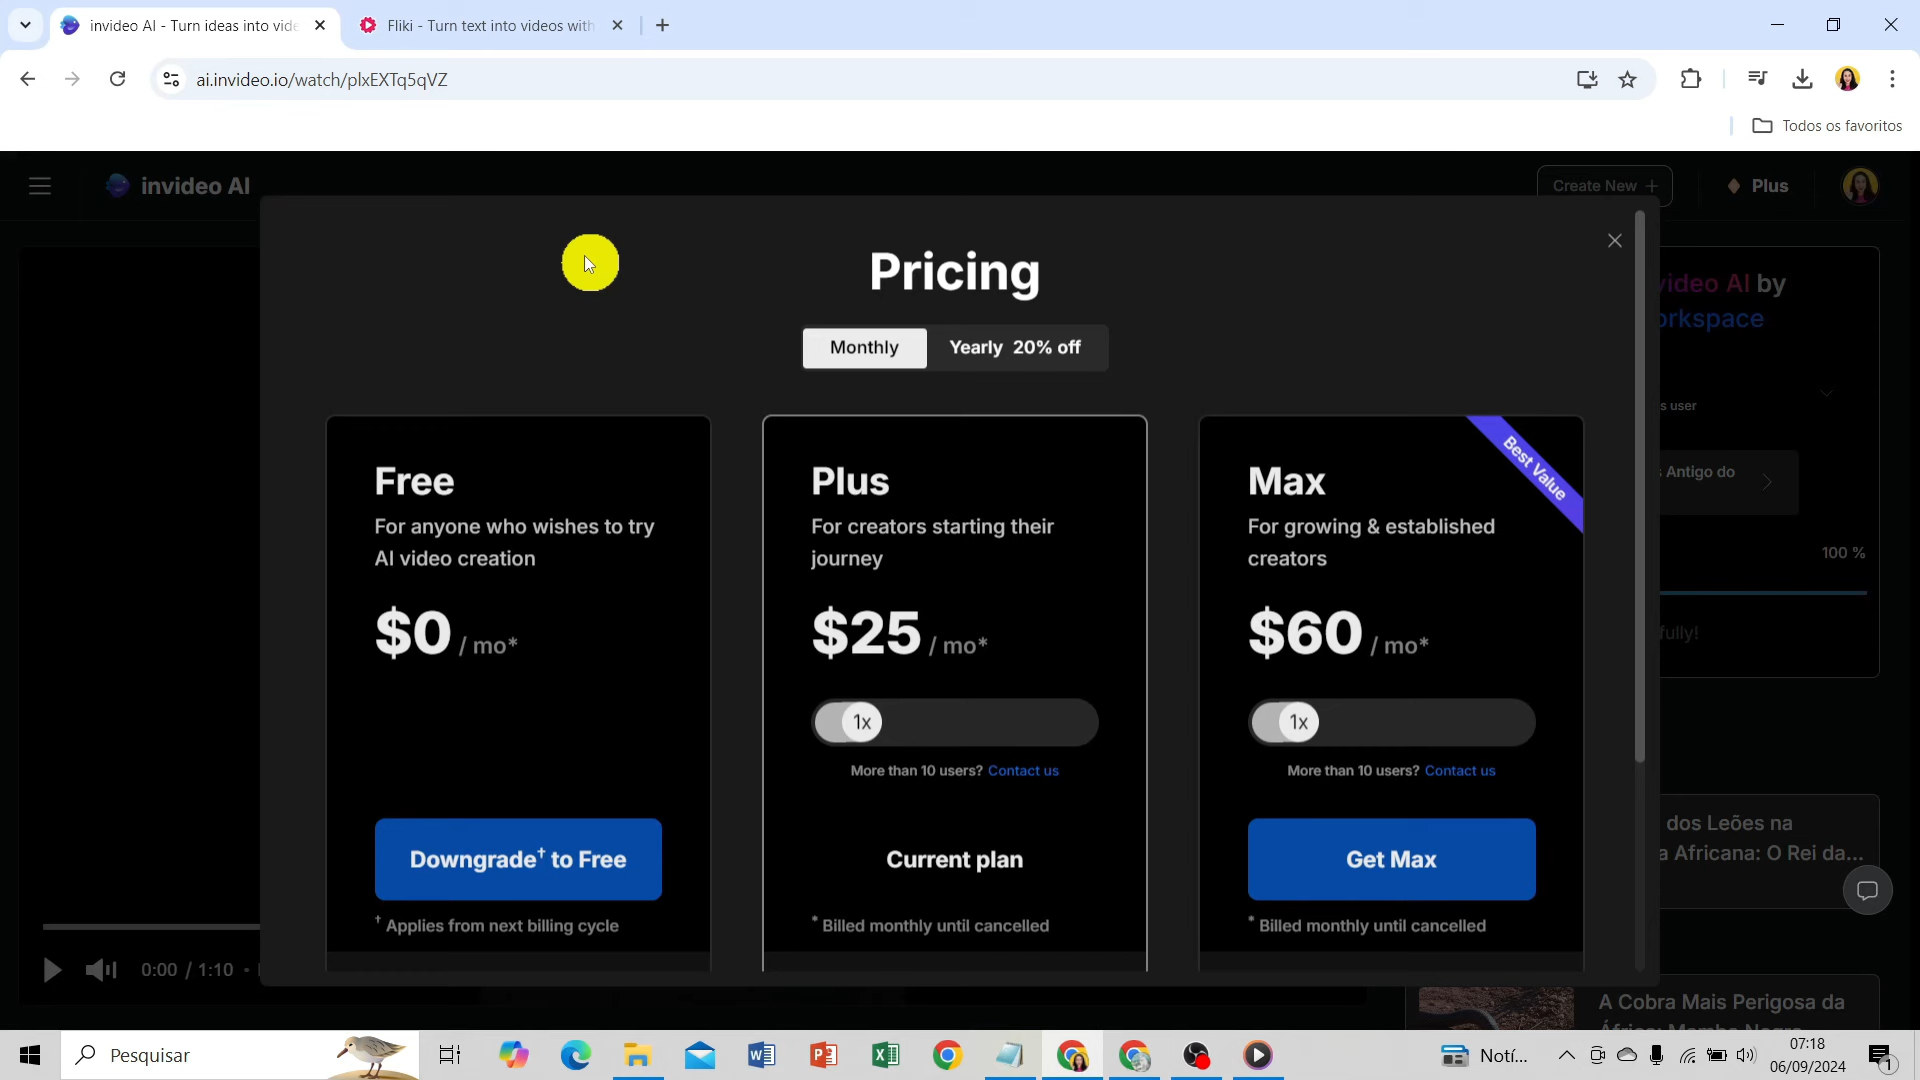 invideo AI - Turn ideas into vide
Fliki - Turn text into videos with
ai.invideo.io/watch/plxEXTq5qVZ
Todos os favoritos
invideo AI
Create New +
Plus
Pricing
Monthly
Yearly 20% off
video AI by
orkspace
s user
Antigo do
100 %
fully!
Free
For anyone who wishes to try
AI video creation
$0 / mo*
Downgrade† to Free
† Applies from next billing cycle
Plus
For creators starting their
journey
$25 / mo*
1x
More than 10 users? Contact us
Current plan
* Billed monthly until cancelled
Best Value
Max
For growing & established
creators
$60 / mo*
1x
More than 10 users? Contact us
Get Max
* Billed monthly until cancelled
dos Leões na
a Africana: O Rei da...
0:00 / 1:10
A Cobra Mais Perigosa da
África: Mamba Negra
Pesquisar
Notí...
07:18
06/09/2024
1